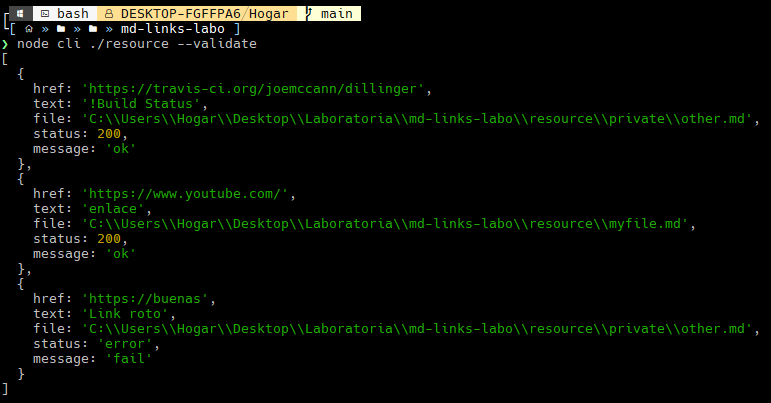 bash DESKTOP-FGFFPA6/Hogar main
[ » » » md-links-labo ]
❯ node cli ./resource --validate
[
  {
    href: 'https://travis-ci.org/joemccann/dillinger',
    text: '!Build Status',
    file: 'C:\\Users\\Hogar\\Desktop\\Laboratoria\\md-links-labo\\resource\\private\\other.md',
    status: 200,
    message: 'ok'
  },
  {
    href: 'https://www.youtube.com/',
    text: 'enlace',
    file: 'C:\\Users\\Hogar\\Desktop\\Laboratoria\\md-links-labo\\resource\\myfile.md',
    status: 200,
    message: 'ok'
  },
  {
    href: 'https://buenas',
    text: 'Link roto',
    file: 'C:\\Users\\Hogar\\Desktop\\Laboratoria\\md-links-labo\\resource\\private\\other.md',
    status: 'error',
    message: 'fail'
  }
]